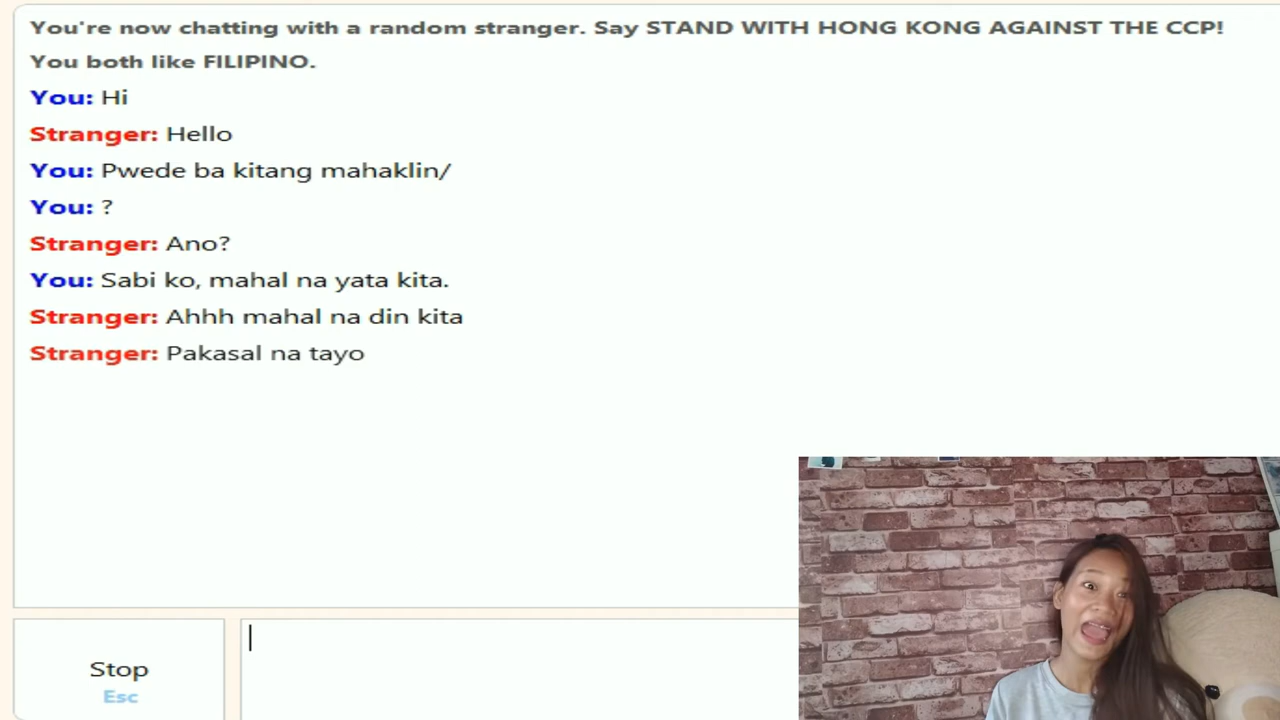 You're now chatting with a random stranger. Say STAND WITH HONG KONG AGAINST THE CCP!
You both like FILIPINO.
You: Hi
Stranger: Hello
You: Pwede ba kitang mahaklin/
You: ?
Stranger: Ano?
You: Sabi ko, mahal na yata kita.
Stranger: Ahhh mahal na din kita
Stranger: Pakasal na tayo
Stop
Esc